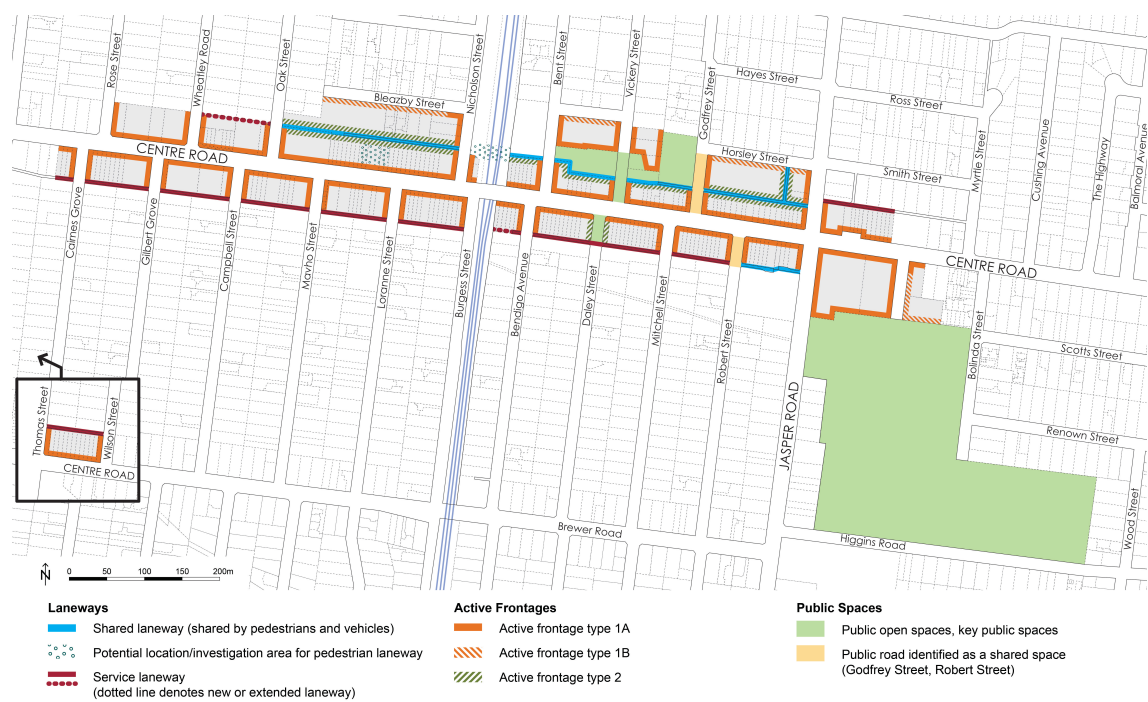 Rose Street
Wheatley Road
Oak Street
Bleazby Street
Nicholson Street
Bent Street
Vickery Street
Godfrey Street
Hayes Street
Ross Street
Horsley Street
Smith Street
Myrtle Street
Cushing Avenue
The Highway
Balmoral Avenue
CENTRE ROAD
CENTRE ROAD
Cairnes Grove
Gilbert Grove
Campbell Street
Mavho Street
Loranne Street
Burgess Street
Bendigo Avenue
Daley Street
Mitchell Street
Robert Street
JASPER ROAD
Bolinda Street
Scotts Street
Renown Street
Wood Street
Higgins Road
Brewer Road
Thomas Street
Wilson Street
CENTRE ROAD
N
0 50 100 150 200m
Laneways
Shared laneway (shared by pedestrians and vehicles)
Potential location/investigation area for pedestrian laneway
Service laneway
(dotted line denotes new or extended laneway)
Active Frontages
Active frontage type 1A
Active frontage type 1B
Active frontage type 2
Public Spaces
Public open spaces, key public spaces
Public road identified as a shared space
(Godfrey Street, Robert Street)